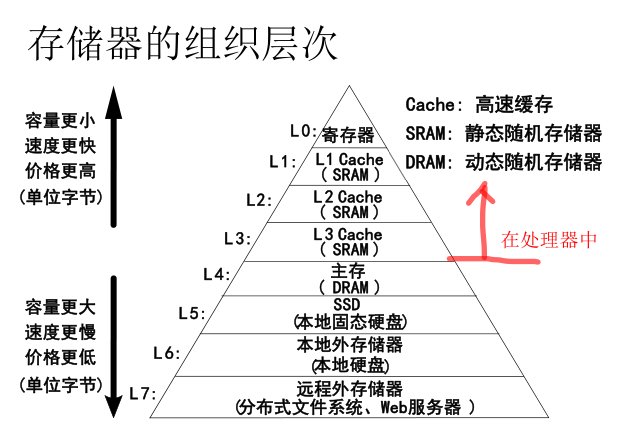 存储器的组织层次
容量更小
速度更快
价格更高
(单位字节)
Cache: 高速缓存
SRAM: 静态随机存储器
DRAM: 动态随机存储器
在处理器中
L0: 寄存器
L1: L1 Cache
( SRAM )
L2: L2 Cache
( SRAM )
L3: L3 Cache
( SRAM )
L4: 主存
( DRAM )
L5: SSD
(本地固态硬盘)
L6: 本地外存储器
(本地硬盘)
L7: 远程外存储器
(分布式文件系统、Web服务器 )
容量更大
速度更慢
价格更低
(单位字节)